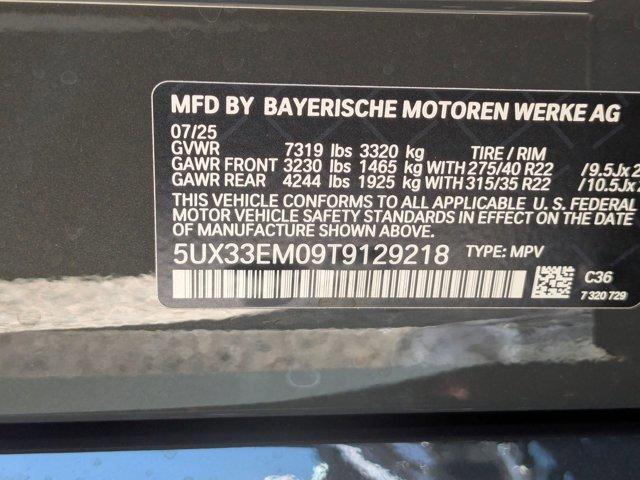 MFD BY BAYERISCHE MOTOREN WERKE AG
07/25
GVWR 7319 lbs 3320 kg TIRE / RIM
GAWR FRONT 3230 lbs 1465 kg WITH 275/40 R22 /9.5Jx2
GAWR REAR 4244 lbs 1925 kg WITH 315/35 R22 /10.5Jx
THIS VEHICLE CONFORMS TO ALL APPLICABLE U. S. FEDERAL
MOTOR VEHICLE SAFETY STANDARDS IN EFFECT ON THE DATE
OF MANUFACTURE SHOWN ABOVE.
5UX33EM09T9129218 TYPE: MPV
C36
7 320 729